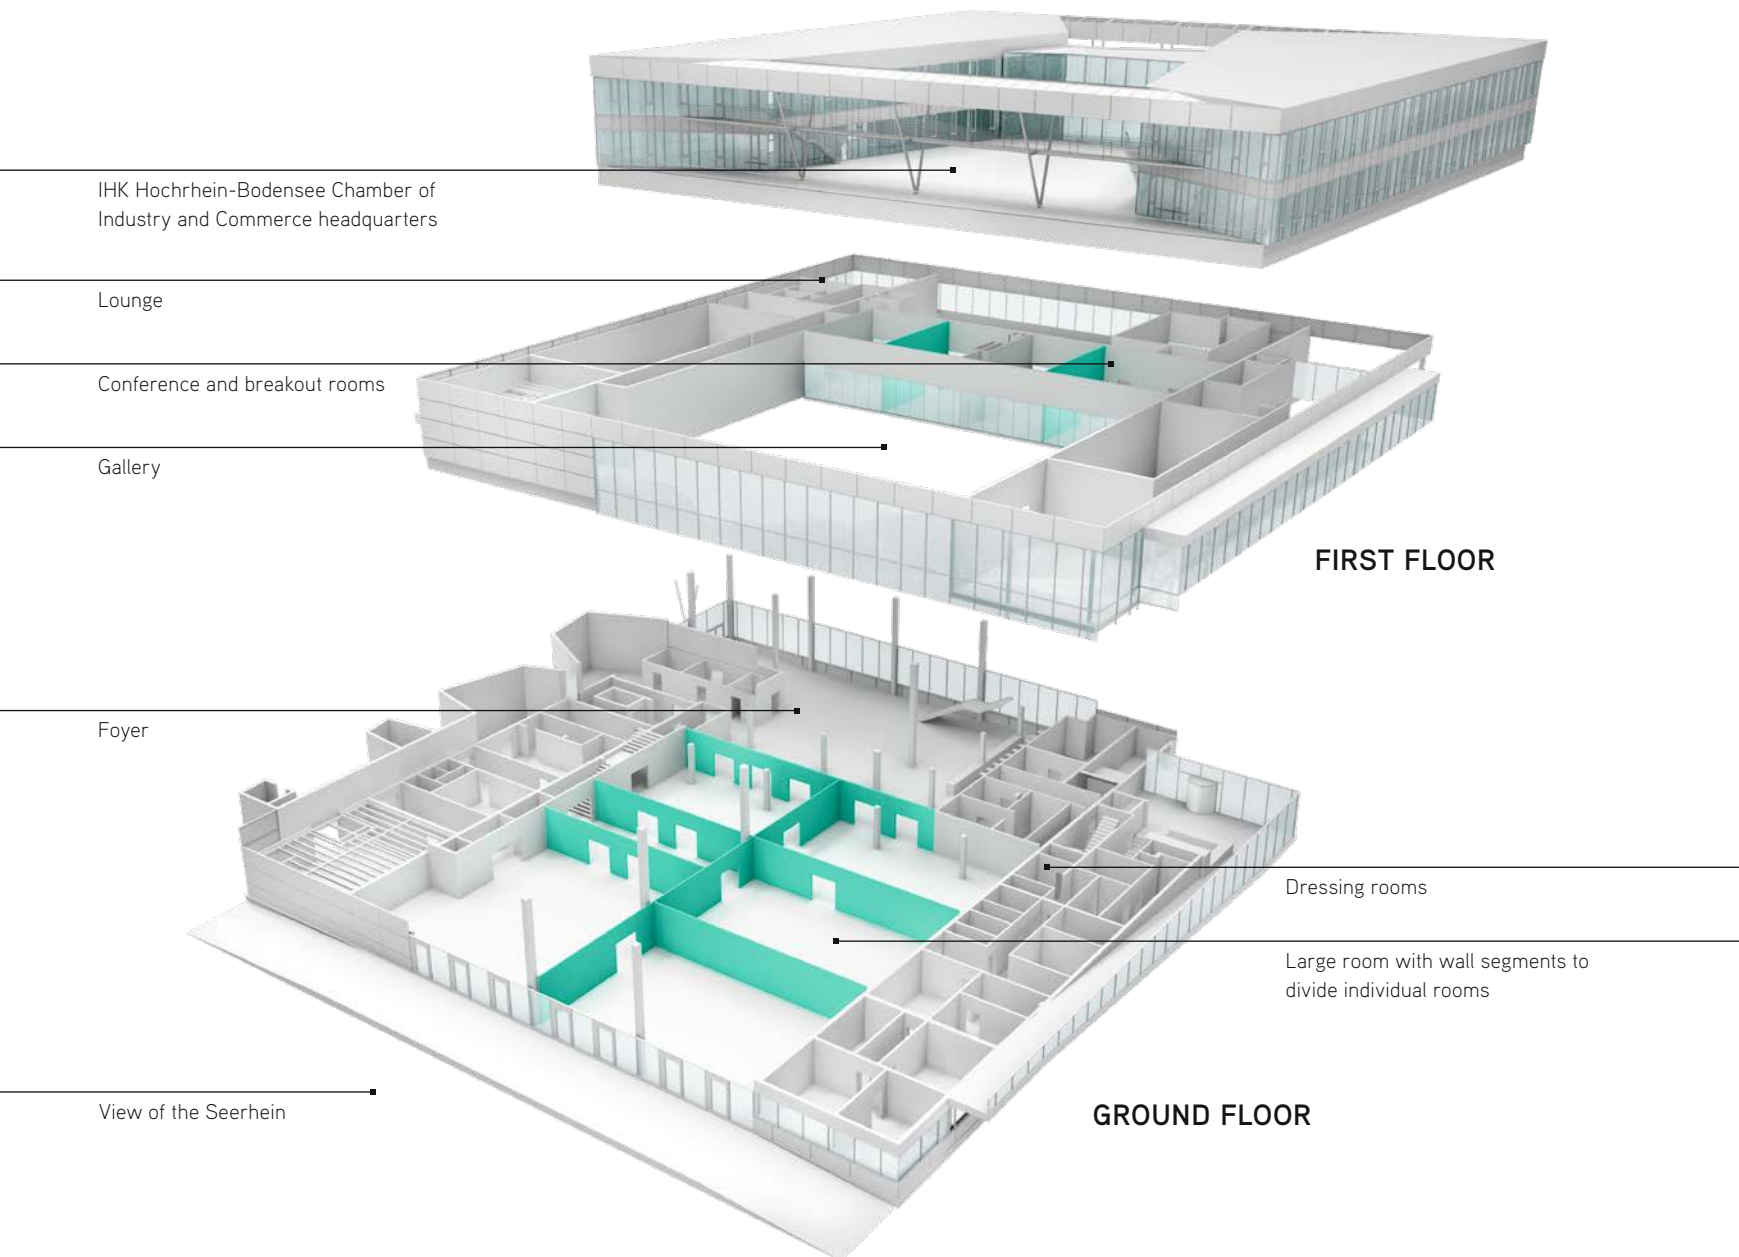 IHK Hochrhein-Bodensee Chamber of
Industry and Commerce headquarters
Lounge
Conference and breakout rooms
Gallery
FIRST FLOOR
Foyer
Dressing rooms
Large room with wall segments to
divide individual rooms
View of the Seerhein
GROUND FLOOR